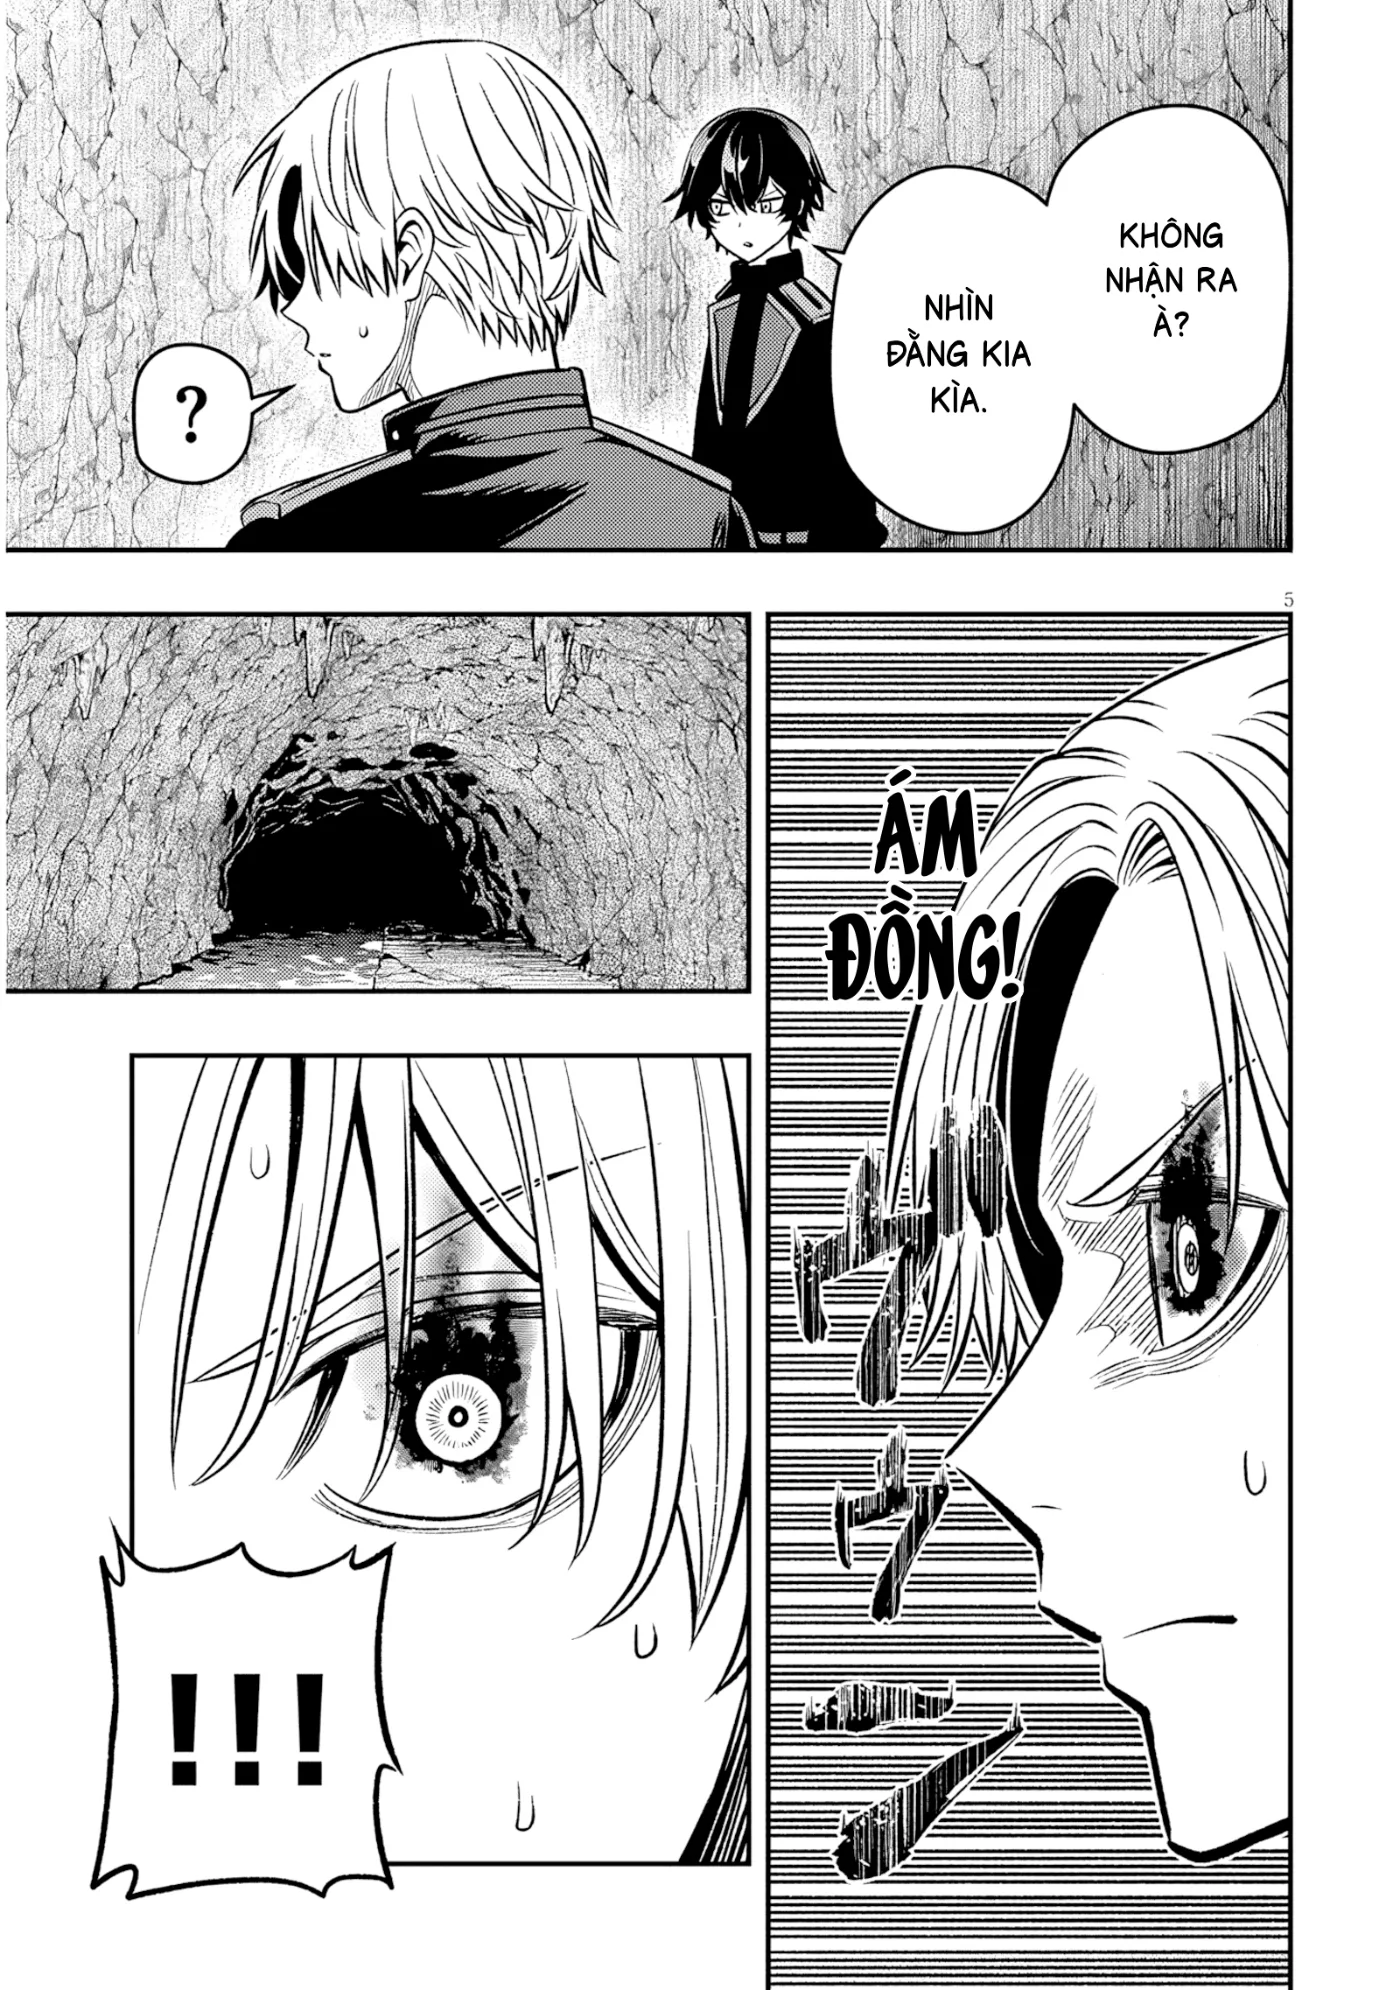 KHÔNG
NHẬN RA
À?
NHÌN
ĐẰNG KIA
KÌA.
?
5
ÁM
ĐỒNG!
!!!